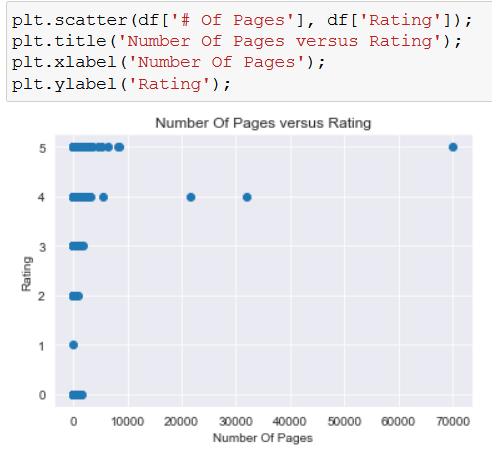 plt.scatter(df['# Of Pages'], df['Rating']);
plt.title('Number Of Pages versus Rating');
plt.xlabel('Number Of Pages');
plt.ylabel('Rating');
Number Of Pages versus Rating
5
4
3
2
1
0
Rating
0 10000 20000 30000 40000 50000 60000 70000
Number Of Pages